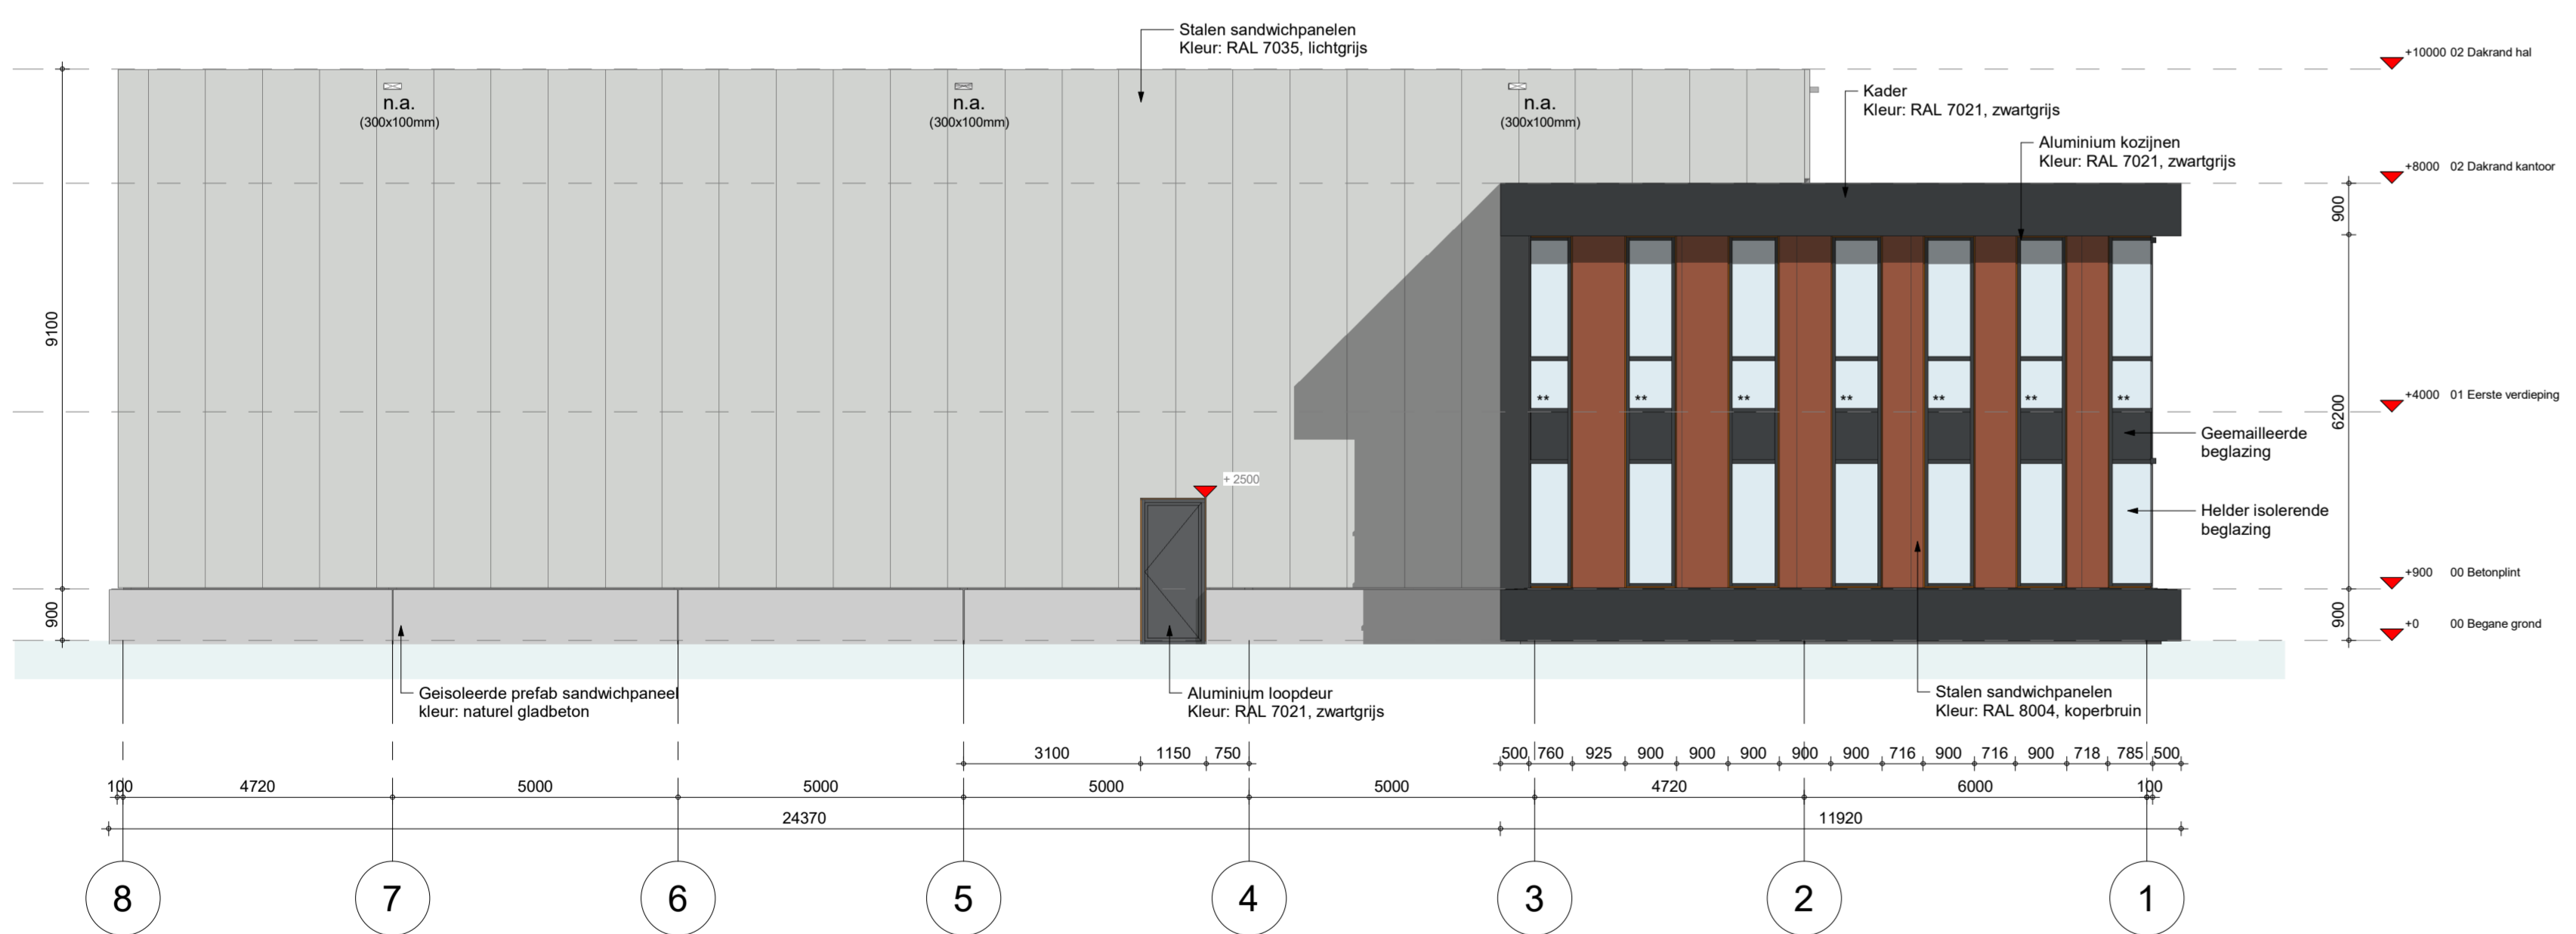 Stalen sandwichpanelen
Kleur: RAL 7035, lichtgrijs
+10000 02 Dakrand hal
n.a.
(300x100mm)
n.a.
(300x100mm)
n.a.
(300x100mm)
Kader
Kleur: RAL 7021, zwartgrijs
Aluminium kozijnen
Kleur: RAL 7021, zwartgrijs
+8000 02 Dakrand kantoor
900
9100
** ** ** ** ** ** **
+4000 01 Eerste verdieping
6200
Geemailleerde
beglazing
+ 2500
Helder isolerende
beglazing
+900 00 Betonplint
900
900
+0 00 Begane grond
Geisoleerde prefab sandwichpaneel
kleur: naturel gladbeton
Aluminium loopdeur
Kleur: RAL 7021, zwartgrijs
Stalen sandwichpanelen
Kleur: RAL 8004, koperbruin
3100 1150 750 500 760 925 900 900 900 900 900 716 900 716 900 718 785 500
100 4720 5000 5000 5000 5000 4720 6000 100
24370 11920
8 7 6 5 4 3 2 1